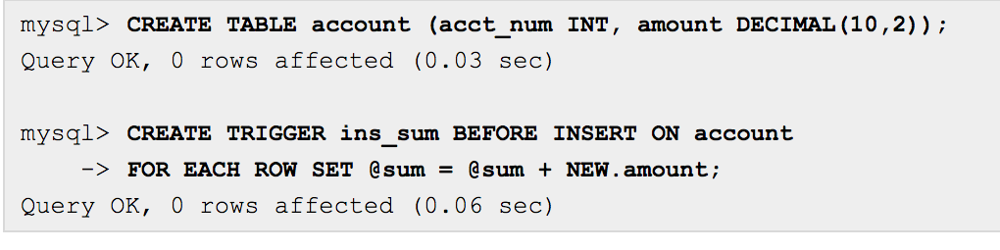 mysql> CREATE TABLE account (acct_num INT, amount DECIMAL(10,2));
Query OK, 0 rows affected (0.03 sec)
mysql> CREATE TRIGGER ins_sum BEFORE INSERT ON account
    -> FOR EACH ROW SET @sum = @sum + NEW.amount;
Query OK, 0 rows affected (0.06 sec)